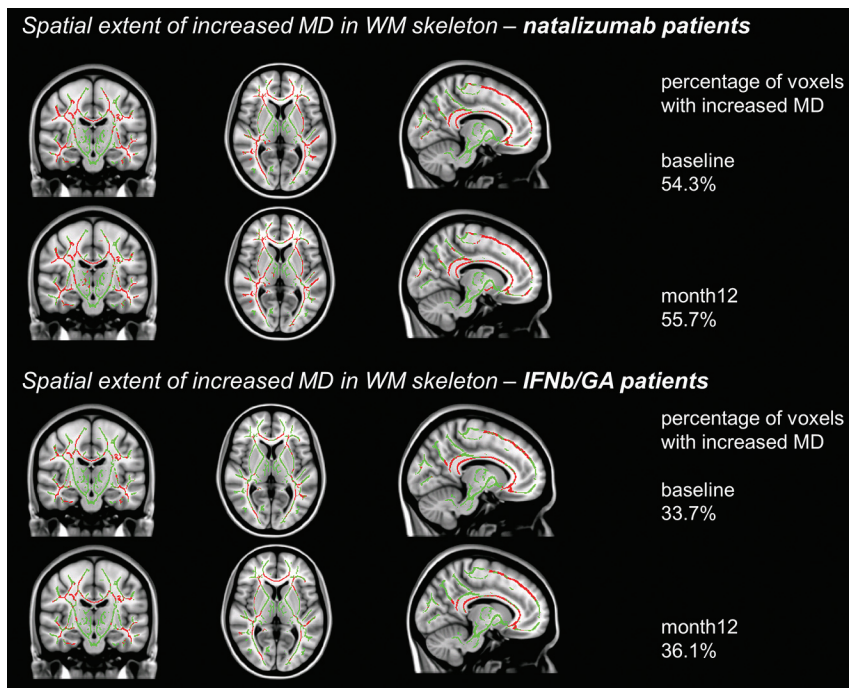 Spatial extent of increased MD in WM skeleton – natalizumab patients
percentage of voxels
with increased MD
baseline
54.3%
month12
55.7%
Spatial extent of increased MD in WM skeleton – IFNb/GA patients
percentage of voxels
with increased MD
baseline
33.7%
month12
36.1%